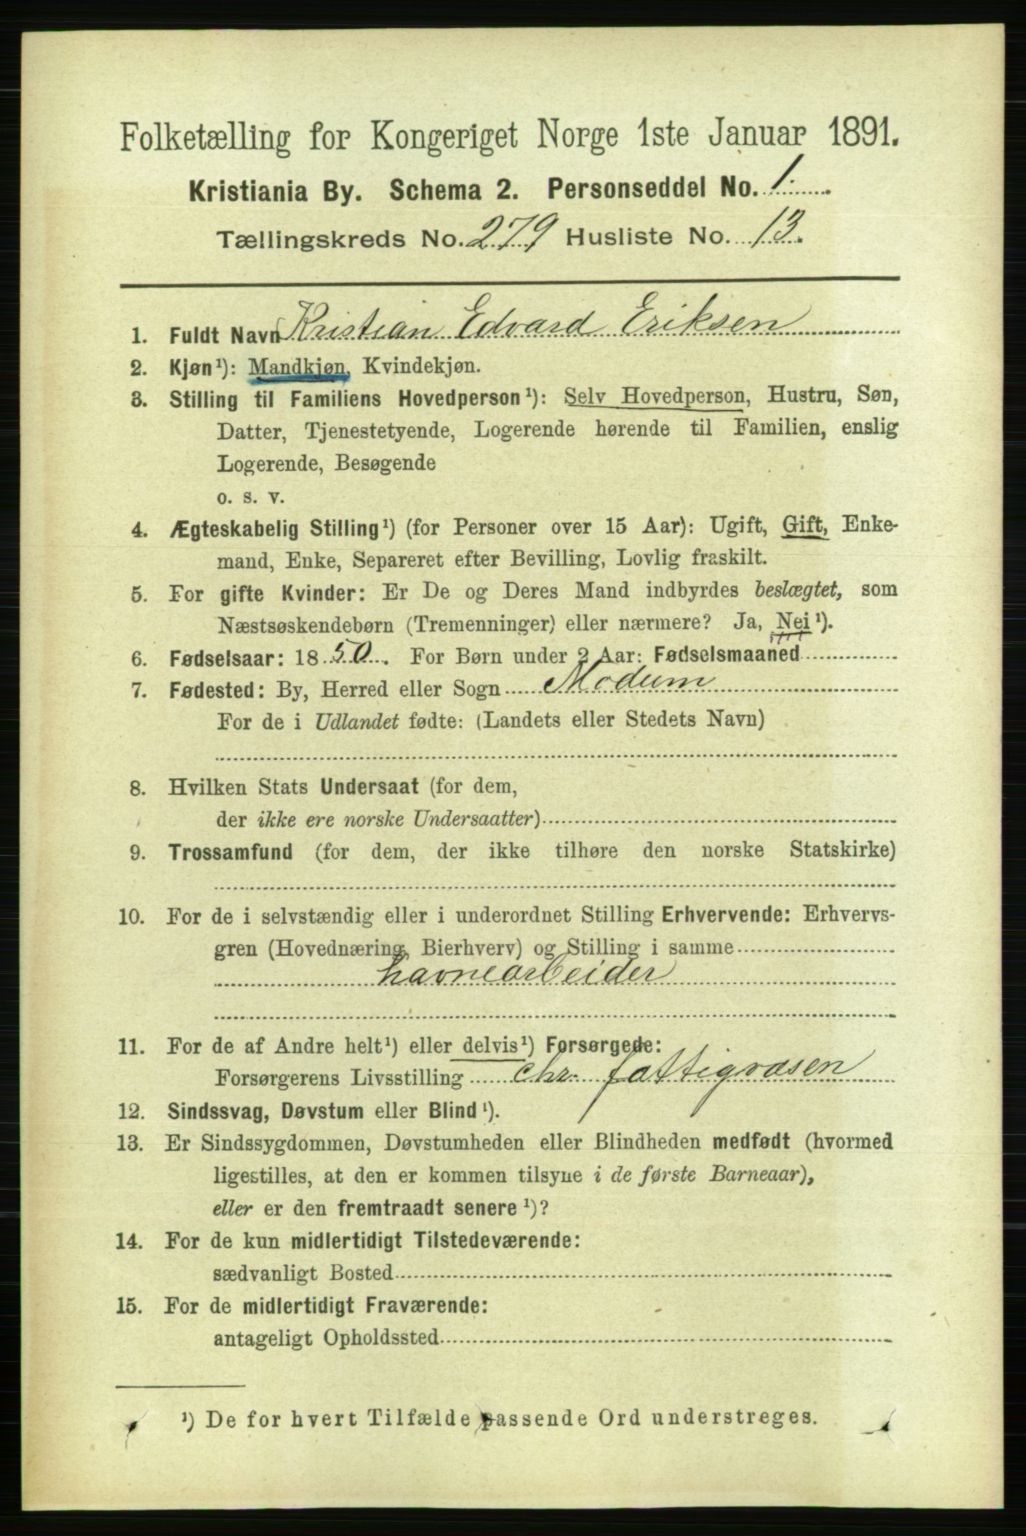 Folketælling for Kongeriget Norge 1ste Januar 1891.
Kristiania By. Schema 2. Personseddel No. 1.
Tællingskreds No. 279 Husliste No. 13.
1. Fuldt Navn Kristian Edvard Eriksen
2. Kjøn¹): Mandkjøn, Kvindekjøn.
3. Stilling til Familiens Hovedperson¹): Selv Hovedperson, Hustru, Søn,
Datter, Tjenestetyende, Logerende hørende til Familien, enslig
Logerende, Besøgende
o. s. v.
4. Ægteskabelig Stilling¹) (for Personer over 15 Aar): Ugift, Gift, Enke-
mand, Enke, Separeret efter Bevilling, Lovlig fraskilt.
5. For gifte Kvinder: Er De og Deres Mand indbyrdes beslægtet, som
Næstsøskendebørn (Tremenninger) eller nærmere? Ja, Nei¹).
6. Fødselsaar: 1850. For Børn under 2 Aar: Fødselsmaaned
7. Fødested: By, Herred eller Sogn Modum
For de i Udlandet fødte: (Landets eller Stedets Navn)
8. Hvilken Stats Undersaat (for dem,
der ikke ere norske Undersaatter)
9. Trossamfund (for dem, der ikke tilhøre den norske Statskirke)
10. For de i selvstændig eller i underordnet Stilling Erhvervende: Erhvervs-
gren (Hovednæring, Bierhverv) og Stilling i samme
havnearbeider
11. For de af Andre helt¹) eller delvis¹) Forsørgede:
Forsørgerens Livsstilling chr. fattigvæsen
12. Sindssvag, Døvstum eller Blind¹).
13. Er Sindssygdommen, Døvstumheden eller Blindheden medfødt (hvormed
ligestilles, at den er kommen tilsyne i de første Barneaar),
eller er den fremtraadt senere¹)?
14. For de kun midlertidigt Tilstedeværende:
sædvanligt Bosted
15. For de midlertidigt Fraværende:
antageligt Opholdssted
¹) De for hvert Tilfælde passende Ord understreges.